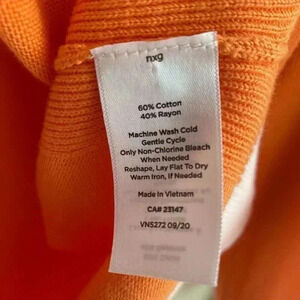 nxg
60% Cotton
40% Rayon
Machine Wash Cold
Gentle Cycle
Only Non-Chlorine Bleach
When Needed
Reshape, Lay Flat To Dry
Warm Iron, If Needed
Made In Vietnam
CA# 23147
VN5272 09/20